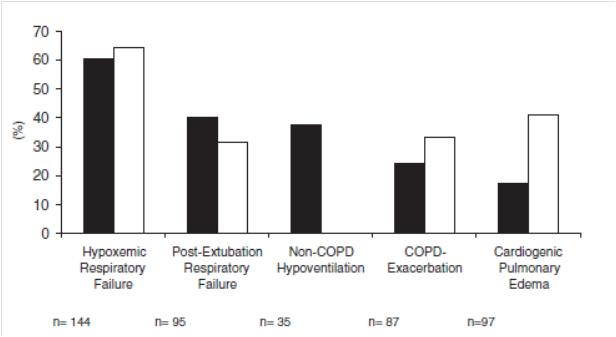 70
60
50
40
30
20
10
0
(%)
Hypoxemic
Respiratory
Failure
Post-Extubation
Respiratory
Failure
Non-COPD
Hypoventilation
COPD-
Exacerbation
Cardiogenic
Pulmonary
Edema
n= 144
n= 95
n= 35
n= 87
n=97